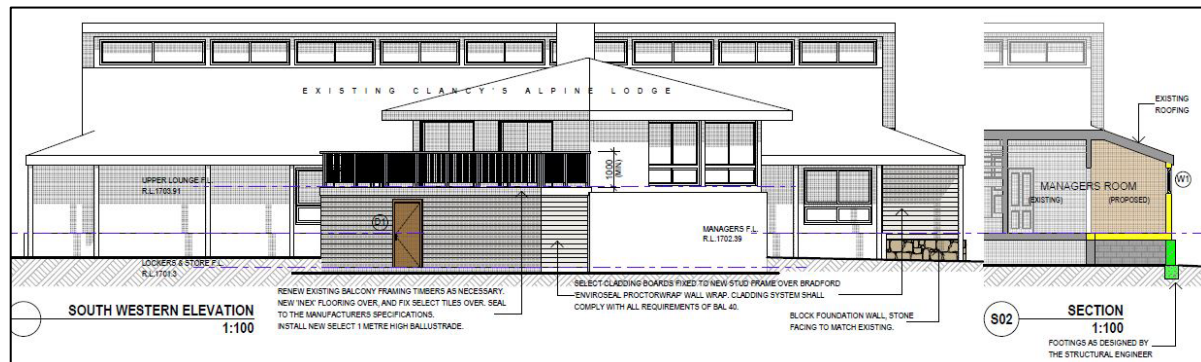 EXISTING CLANCY'S ALPINE LODGE
EXISTING
ROOFING
1000
(MIN)
UPPER LOUNGE F.L.
R.L.1703.91
MANAGERS ROOM
(EXISTING)
(PROPOSED)
W1
D1
MANAGERS F.L.
R.L.1702.39
LOCKERS & STORE F.L.
R.L.1701.3
SOUTH WESTERN ELEVATION
1:100
RENEW EXISTING BALCONY FRAMING TIMBERS AS NECESSARY.
NEW 'INEX' FLOORING OVER, AND FIX SELECT TILES OVER. SEAL
TO THE MANUFACTURERS SPECIFICATIONS.
INSTALL NEW SELECT 1 METRE HIGH BALLUSTRADE.
SELECT CLADDING BOARDS FIXED TO NEW STUD FRAME OVER BRADFORD
'ENVIROSEAL PROCTORWRAP' WALL WRAP. CLADDING SYSTEM SHALL
COMPLY WITH ALL REQUIREMENTS OF BAL 40.
BLOCK FOUNDATION WALL, STONE
FACING TO MATCH EXISTING.
S02
SECTION
1:100
FOOTINGS AS DESIGNED BY
THE STRUCTURAL ENGINEER